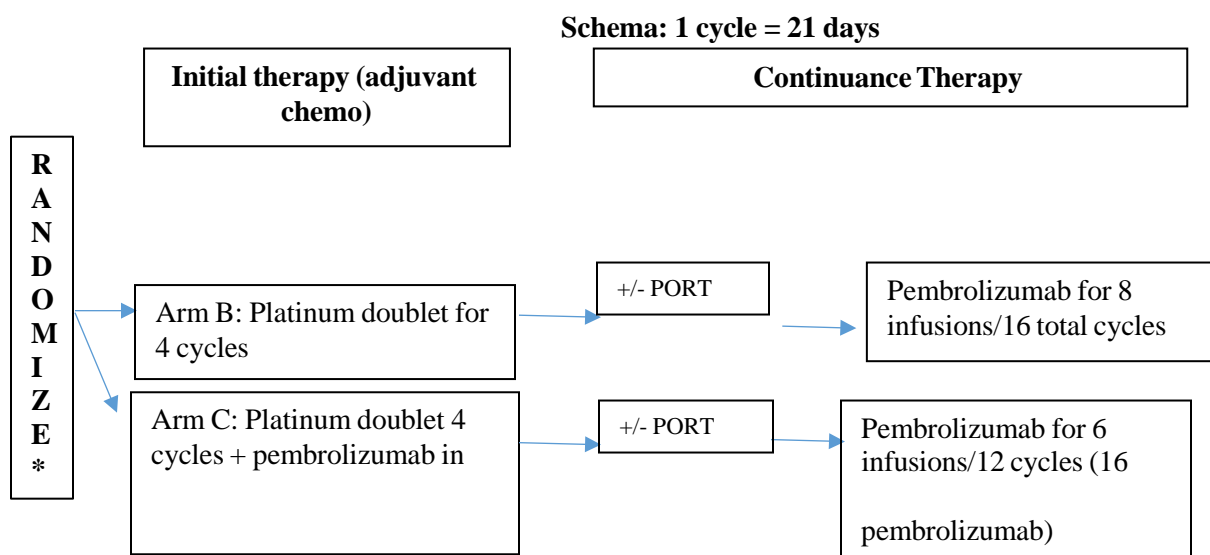 Schema: 1 cycle = 21 days
Initial therapy (adjuvant
chemo)
Continuance Therapy
R
A
N
D
O
M
I
Z
E
*
Arm B: Platinum doublet for
4 cycles
+/- PORT
Pembrolizumab for 8
infusions/16 total cycles
Arm C: Platinum doublet 4
cycles + pembrolizumab in
+/- PORT
Pembrolizumab for 6
infusions/12 cycles (16
pembrolizumab)